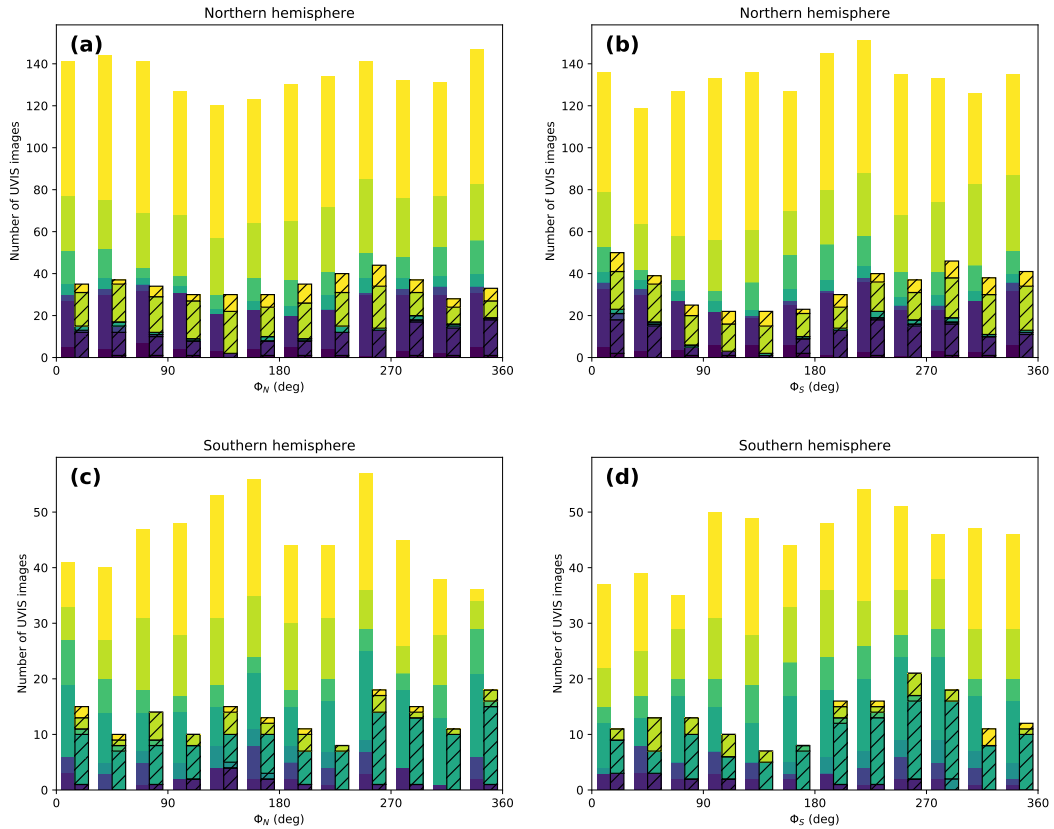 Northern hemisphere
(a)
Number of UVIS images
140
120
100
80
60
40
20
0
0 90 180 270 360
Φ_N (deg)
Northern hemisphere
(b)
Number of UVIS images
140
120
100
80
60
40
20
0
0 90 180 270 360
Φ_S (deg)
Southern hemisphere
(c)
Number of UVIS images
50
40
30
20
10
0
0 90 180 270 360
Φ_N (deg)
Southern hemisphere
(d)
Number of UVIS images
50
40
30
20
10
0
0 90 180 270 360
Φ_S (deg)